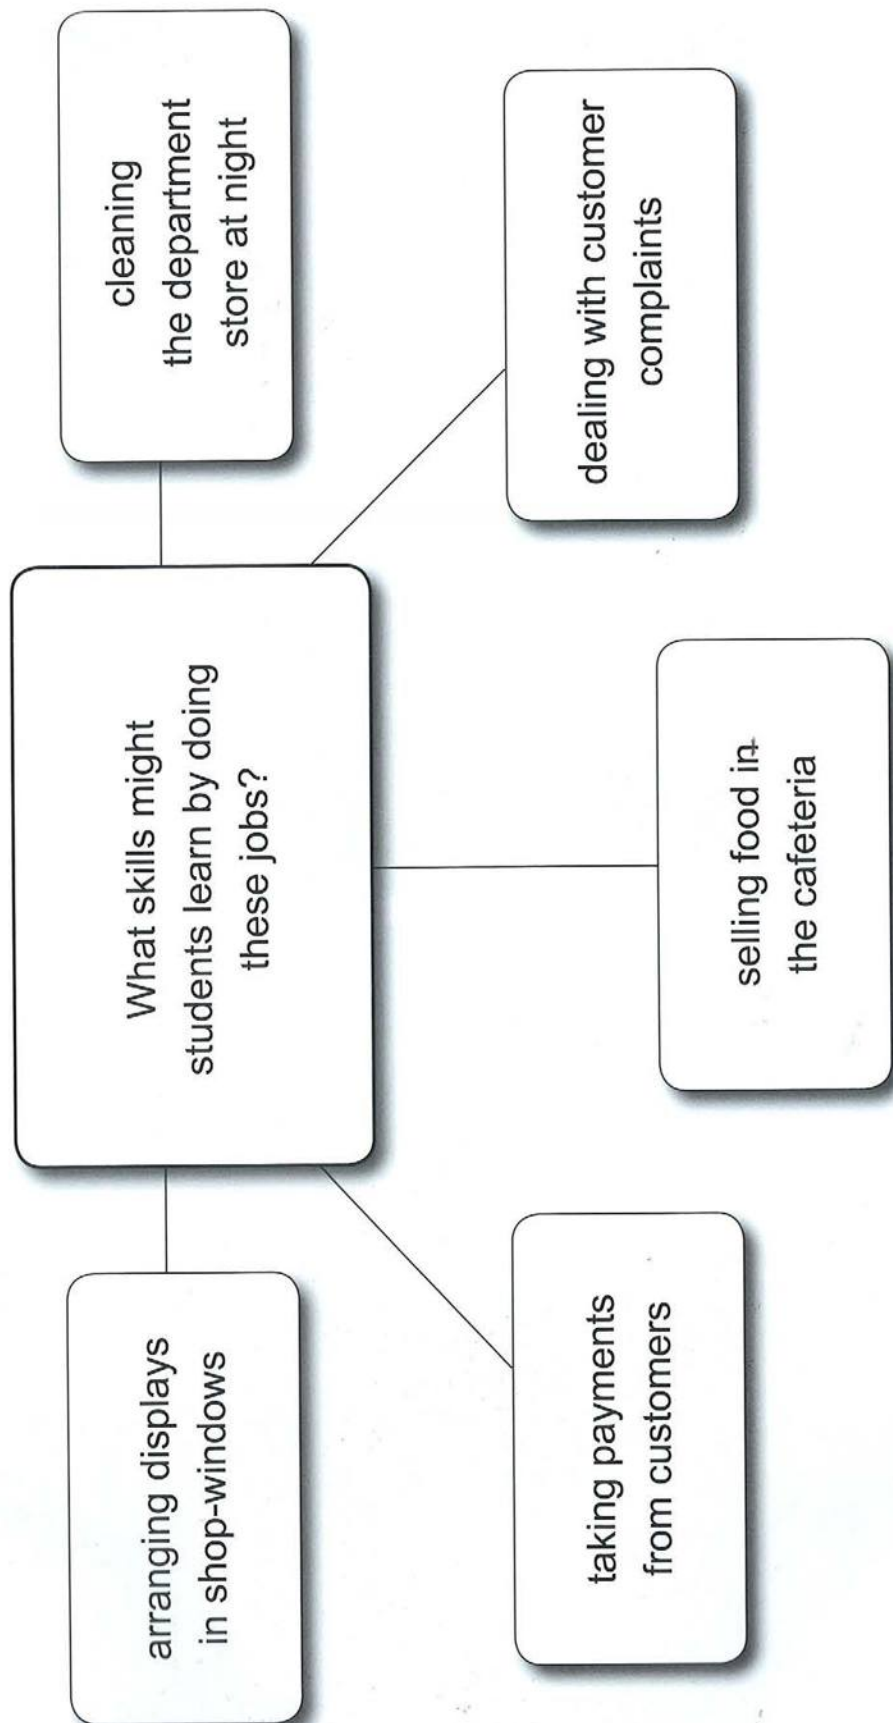 What skills might
students learn by doing
these jobs?
arranging displays
in shop-windows
cleaning
the department
store at night
taking payments
from customers
dealing with customer
complaints
selling food in
the cafeteria